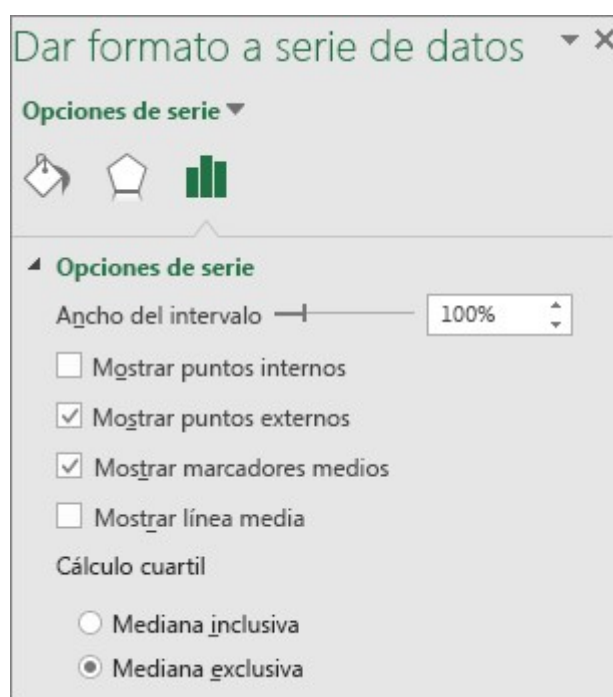 Dar formato a serie de datos
Opciones de serie
Opciones de serie
Ancho del intervalo 100%
Mostrar puntos internos
Mostrar puntos externos
Mostrar marcadores medios
Mostrar línea media
Cálculo cuartil
Mediana inclusiva
Mediana exclusiva